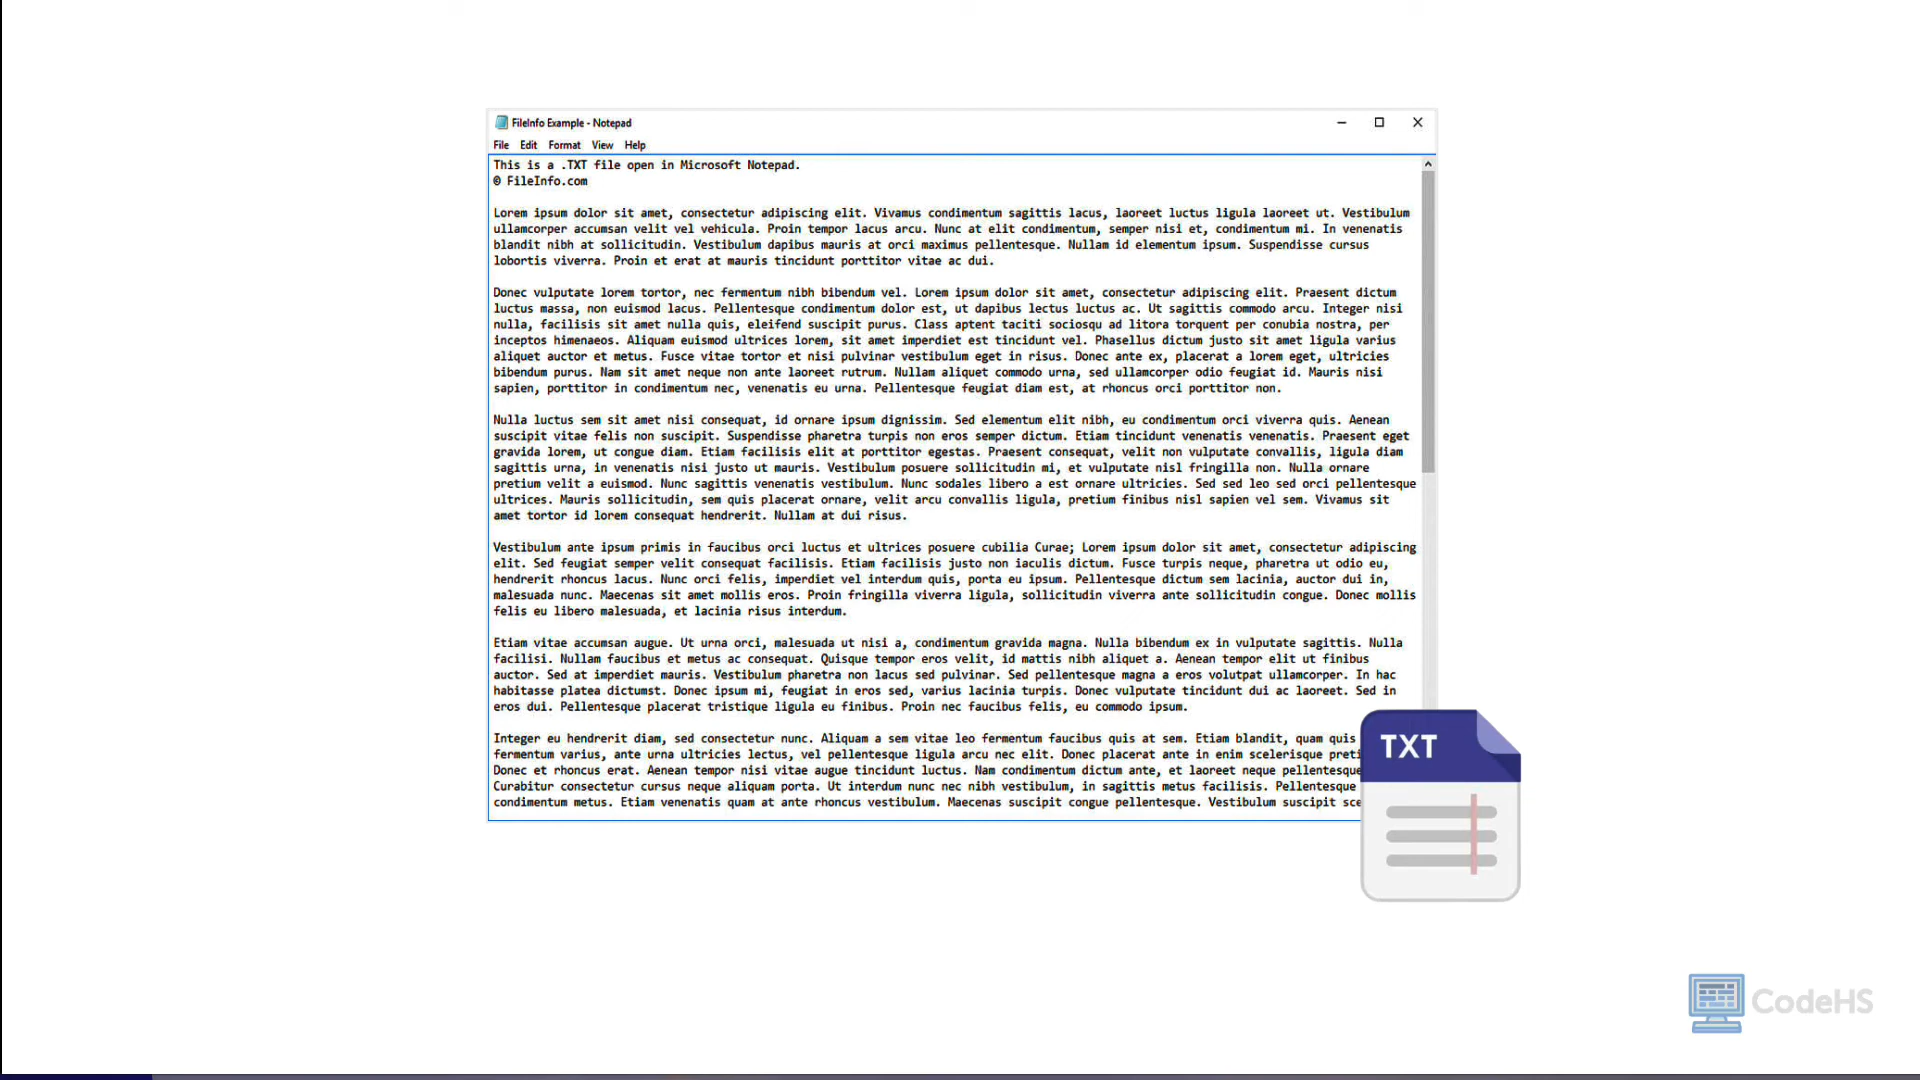 FileInfo Example - Notepad
File Edit Format View Help
This is a .TXT file open in Microsoft Notepad.
© FileInfo.com
Lorem ipsum dolor sit amet, consectetur adipiscing elit. Vivamus condimentum sagittis lacus, laoreet luctus ligula laoreet ut. Vestibulum
ullamcorper accumsan velit vel vehicula. Proin tempor lacus arcu. Nunc at elit condimentum, semper nisi et, condimentum mi. In venenatis
blandit nibh at sollicitudin. Vestibulum dapibus mauris at orci maximus pellentesque. Nullam id elementum ipsum. Suspendisse cursus
lobortis viverra. Proin et erat at mauris tincidunt porttitor vitae ac dui.
Donec vulputate lorem tortor, nec fermentum nibh bibendum vel. Lorem ipsum dolor sit amet, consectetur adipiscing elit. Praesent dictum
luctus massa, non euismod lacus. Pellentesque condimentum dolor est, ut dapibus lectus luctus ac. Ut sagittis commodo arcu. Integer nisi
nulla, facilisis sit amet nulla quis, eleifend suscipit purus. Class aptent taciti sociosqu ad litora torquent per conubia nostra, per
inceptos himenaeos. Aliquam euismod ultrices lorem, sit amet imperdiet est tincidunt vel. Phasellus dictum justo sit amet ligula varius
aliquet auctor et metus. Fusce vitae tortor et nisi pulvinar vestibulum eget in risus. Donec ante ex, placerat a lorem eget, ultricies
bibendum purus. Nam sit amet neque non ante laoreet rutrum. Nullam aliquet commodo urna, sed ullamcorper odio feugiat id. Mauris nisi
sapien, porttitor in condimentum nec, venenatis eu urna. Pellentesque feugiat diam est, at rhoncus orci porttitor non.
Nulla luctus sem sit amet nisi consequat, id ornare ipsum dignissim. Sed elementum elit nibh, eu condimentum orci viverra quis. Aenean
suscipit vitae felis non suscipit. Suspendisse pharetra turpis non eros semper dictum. Etiam tincidunt venenatis venenatis. Praesent eget
gravida lorem, ut congue diam. Etiam facilisis elit at porttitor egestas. Praesent consequat, velit non vulputate convallis, ligula diam
sagittis urna, in venenatis nisi justo ut mauris. Vestibulum posuere sollicitudin mi, et vulputate nisl fringilla non. Nulla ornare
pretium velit a euismod. Nunc sagittis venenatis vestibulum. Nunc sodales libero a est ornare ultricies. Sed sed leo sed orci pellentesque
ultrices. Mauris sollicitudin, sem quis placerat ornare, velit arcu convallis ligula, pretium finibus nisl sapien vel sem. Vivamus sit
amet tortor id lorem consequat hendrerit. Nullam at dui risus.
Vestibulum ante ipsum primis in faucibus orci luctus et ultrices posuere cubilia Curae; Lorem ipsum dolor sit amet, consectetur adipiscing
elit. Sed feugiat semper velit consequat facilisis. Etiam facilisis justo non iaculis dictum. Fusce turpis neque, pharetra ut odio eu,
hendrerit rhoncus lacus. Nunc orci felis, imperdiet vel interdum quis, porta eu ipsum. Pellentesque dictum sem lacinia, auctor dui in,
malesuada nunc. Maecenas sit amet mollis eros. Proin fringilla viverra ligula, sollicitudin viverra ante sollicitudin congue. Donec mollis
felis eu libero malesuada, et lacinia risus interdum.
Etiam vitae accumsan augue. Ut urna orci, malesuada ut nisi a, condimentum gravida magna. Nulla bibendum ex in vulputate sagittis. Nulla
facilisi. Nullam faucibus et metus ac consequat. Quisque tempor eros velit, id mattis nibh aliquet a. Aenean tempor elit ut finibus
auctor. Sed at imperdiet mauris. Vestibulum pharetra non lacus sed pulvinar. Sed pellentesque magna a eros volutpat ullamcorper. In hac
habitasse platea dictumst. Donec ipsum mi, feugiat in eros sed, varius lacinia turpis. Donec vulputate tincidunt dui ac laoreet. Sed in
eros dui. Pellentesque placerat tristique ligula eu finibus. Proin nec faucibus felis, eu commodo ipsum.
Integer eu hendrerit diam, sed consectetur nunc. Aliquam a sem vitae leo fermentum faucibus quis at sem. Etiam blandit, quam quis
fermentum varius, ante urna ultricies lectus, vel pellentesque ligula arcu nec elit. Donec placerat ante in enim scelerisque preti
Donec et rhoncus erat. Aenean tempor nisi vitae augue tincidunt luctus. Nam condimentum dictum ante, et laoreet neque pellentesque
Curabitur consectetur cursus neque aliquam porta. Ut interdum nunc nec nibh vestibulum, in sagittis metus facilisis. Pellentesque
condimentum metus. Etiam venenatis quam at ante rhoncus vestibulum. Maecenas suscipit congue pellentesque. Vestibulum suscipit sce
TXT
CodeHS